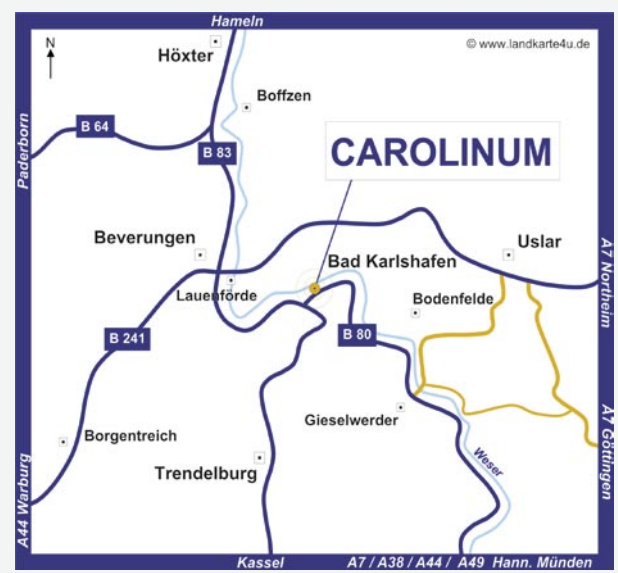 Hameln
N
© www.landkarte4u.de
Höxter
Boffzen
B 64
Paderborn
B 83
CAROLINUM
Beverungen
Uslar
Bad Karlshafen
A7 Northeim
Lauenförde
Bodenfelde
B 241
B 80
Gieselwerder
A7 Göttingen
Borgentreich
Trendelburg
Weser
A44 Warburg
Kassel
A7 / A38 / A44 / A49 Hann. Münden